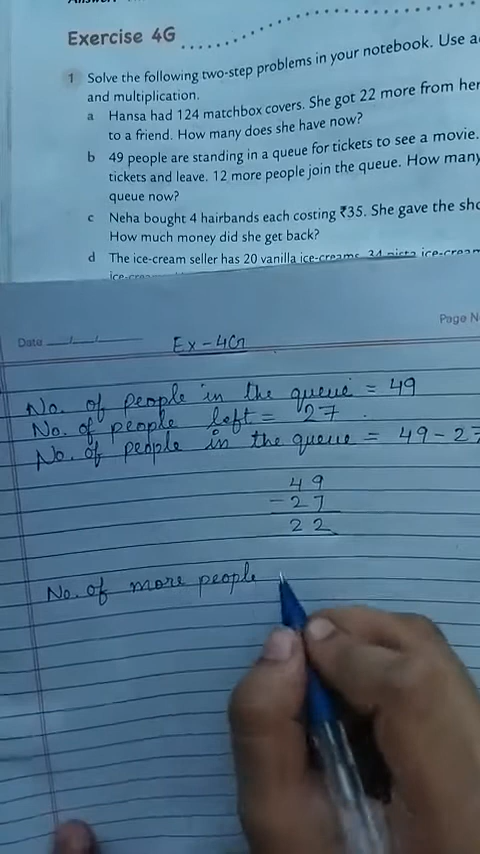 Exercise 4G
1 Solve the following two-step problems in your notebook. Use
and multiplication.
a Hansa had 124 matchbox covers. She got 22 more from her
to a friend. How many does she have now?
b 49 people are standing in a queue for tickets to see a movie.
tickets and leave. 12 more people join the queue. How many
queue now?
c Neha bought 4 hairbands each costing ₹35. She gave the
How much money did she get back?
d The ice-cream seller has 20 vanilla ice-creams, 34 pista ice-cream
Date
Page
Ex - 4G
No. of people in the queue = 49
No. of people left = 27
No. of people in the queue = 49 - 27
49
- 27
22
No. of more people